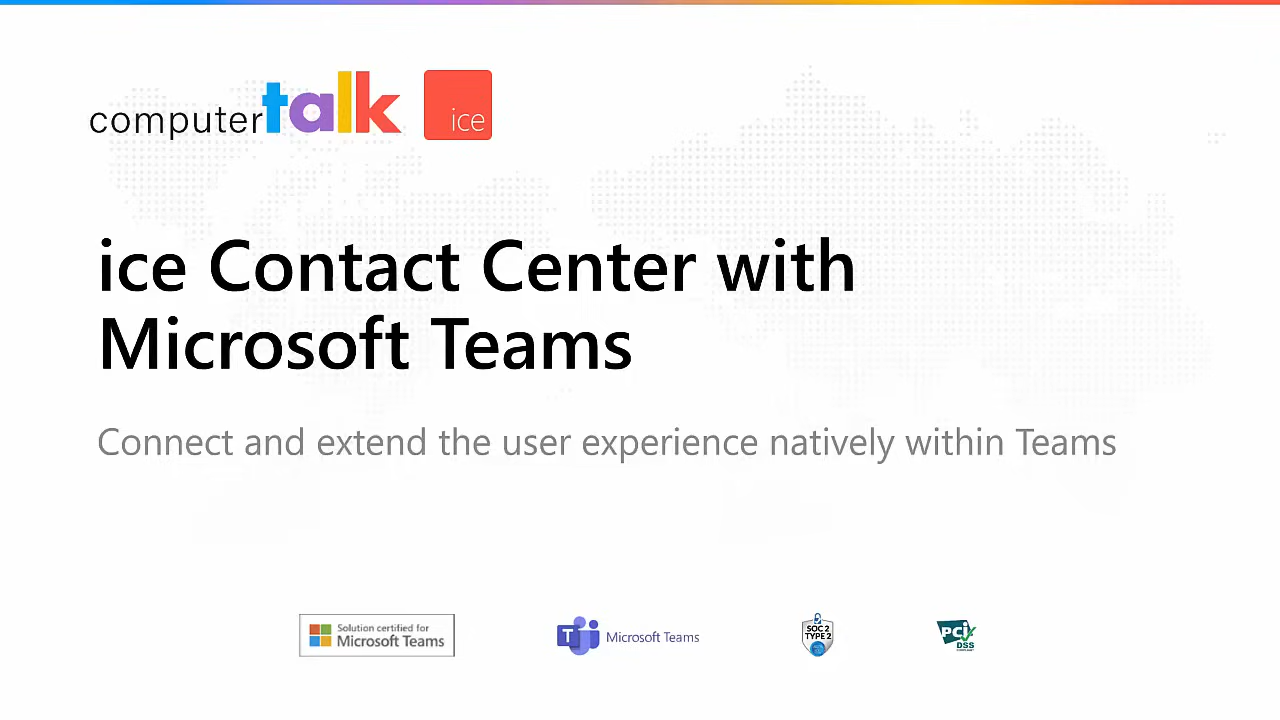 computertalk
ice
ice Contact Center with
Microsoft Teams
Connect and extend the user experience natively within Teams
Solution certified for
Microsoft Teams
T
Microsoft Teams
SOC 2
TYPE 2
PCI
DSS